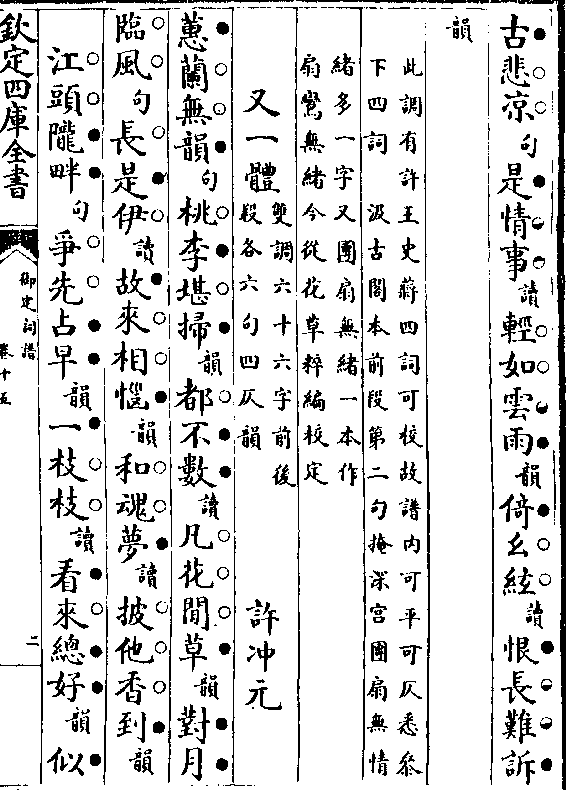 古悲涼句是情事讀輕如雲雨韻倚幺絃讀恨長難訴
韻
此調有許王史蔣四詞可校故譜內可平可仄悉叅
下四詞 汲古閣本前段第二句掩深宮團扇無情
緒多一字又團扇無緒一本作
扇鸞無緒今從花草粹編校定
又一體 雙調六十六字前後
段各六句四仄韻 許沖元
蕙蘭無韻句桃李堪掃韻都不數讀凡花閒草韻對月
臨風句長是伊讀故來相惱韻和魂夢讀披他香到韻
江頭隴畔句爭先占早韻一枝枝讀看來總好韻似
欽定四庫全書
御定詞譜
卷十五
二